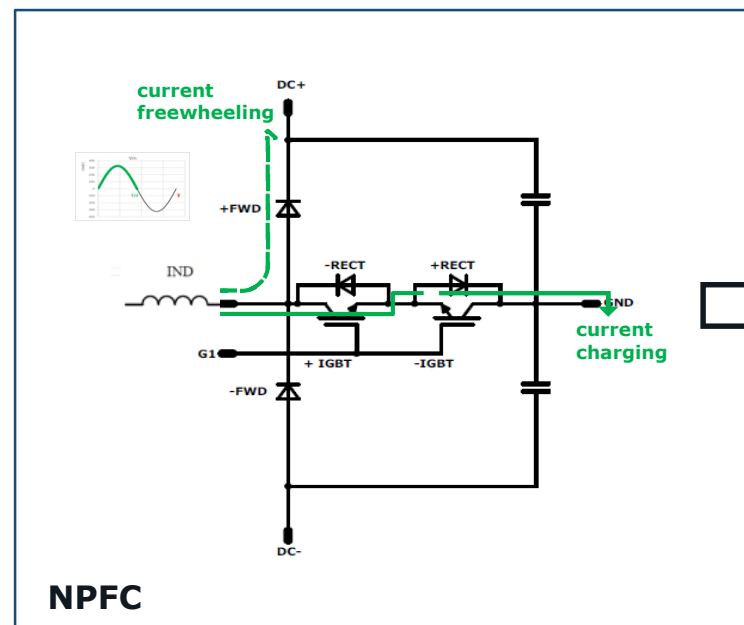 DC+
current
freewheeling
+FWD
-RECT
+RECT
IND
GND
current
charging
G1
+ IGBT
-IGBT
-FWD
DC-
NPFC